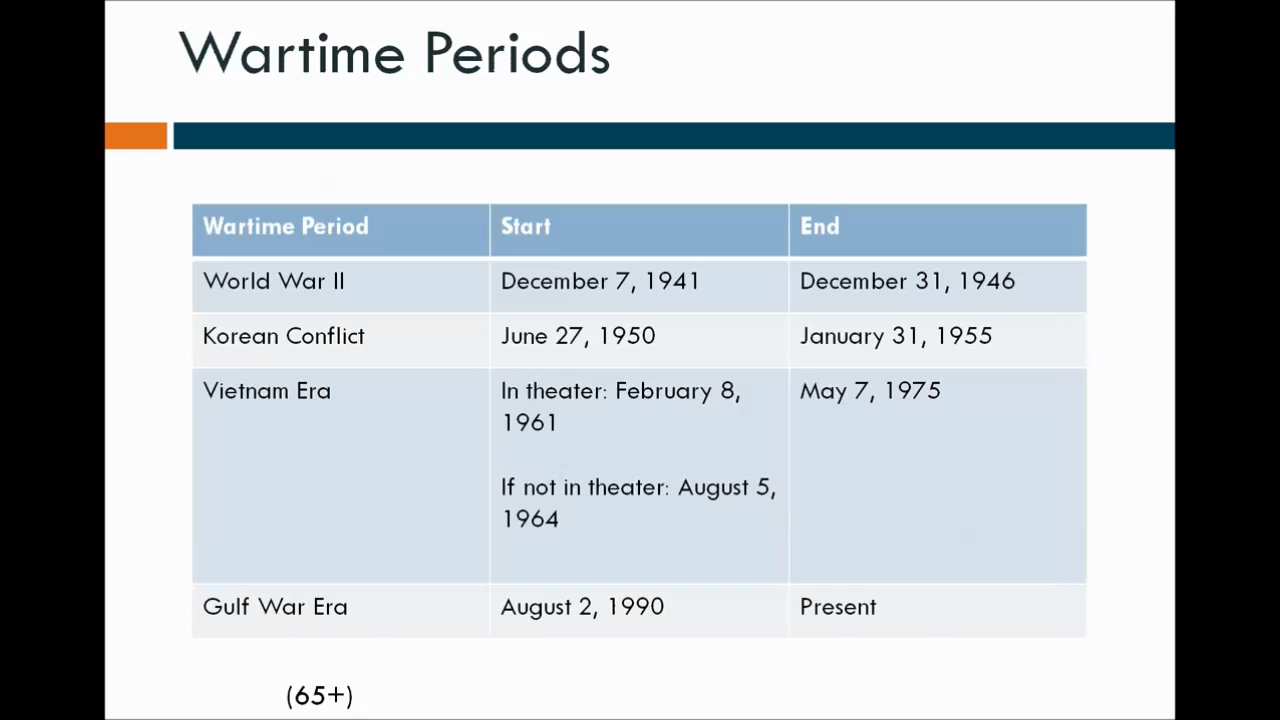 Wartime Periods
Wartime Period Start End
World War II December 7, 1941 December 31, 1946
Korean Conflict June 27, 1950 January 31, 1955
Vietnam Era In theater: February 8, May 7, 1975
1961
If not in theater: August 5,
1964
Gulf War Era August 2, 1990 Present
(65+)